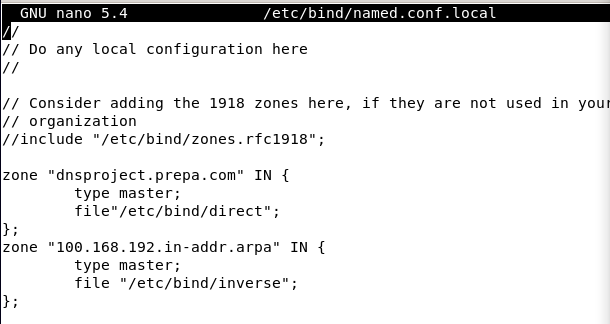 GNU nano 5.4 /etc/bind/named.conf.local
//
// Do any local configuration here
//
// Consider adding the 1918 zones here, if they are not used in your
// organization
//include "/etc/bind/zones.rfc1918";
zone "dnsproject.prepa.com" IN {
type master;
file"/etc/bind/direct";
};
zone "100.168.192.in-addr.arpa" IN {
type master;
file "/etc/bind/inverse";
};